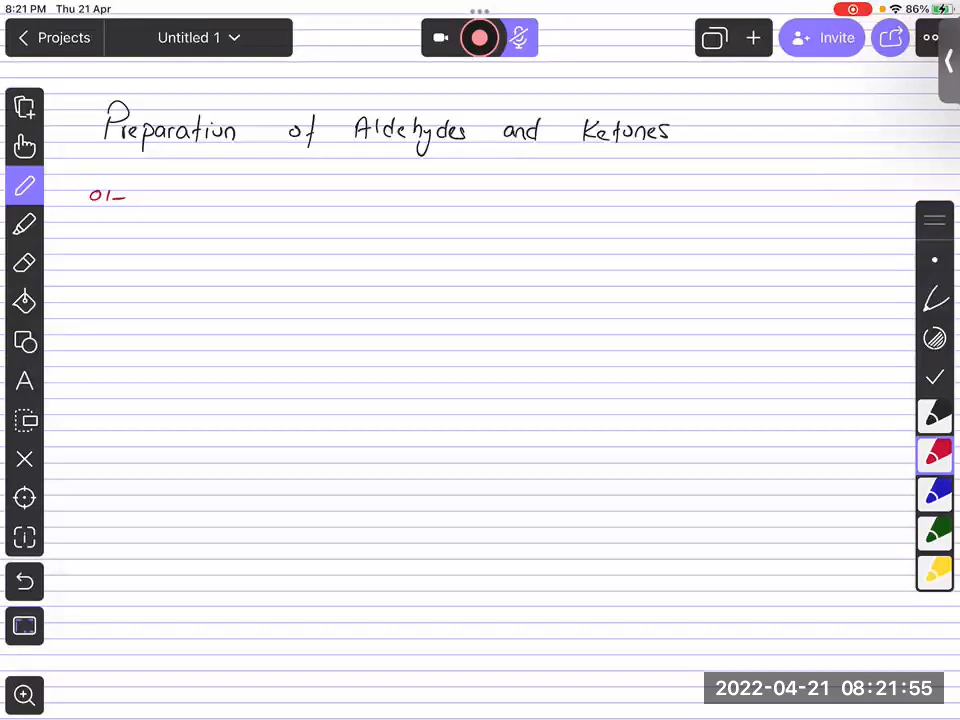 8:21 PM Thu 21 Apr
86%
Projects
Untitled 1
Invite
Preparation of Aldehydes and Ketones
01-
A
2022-04-21 08:21:55